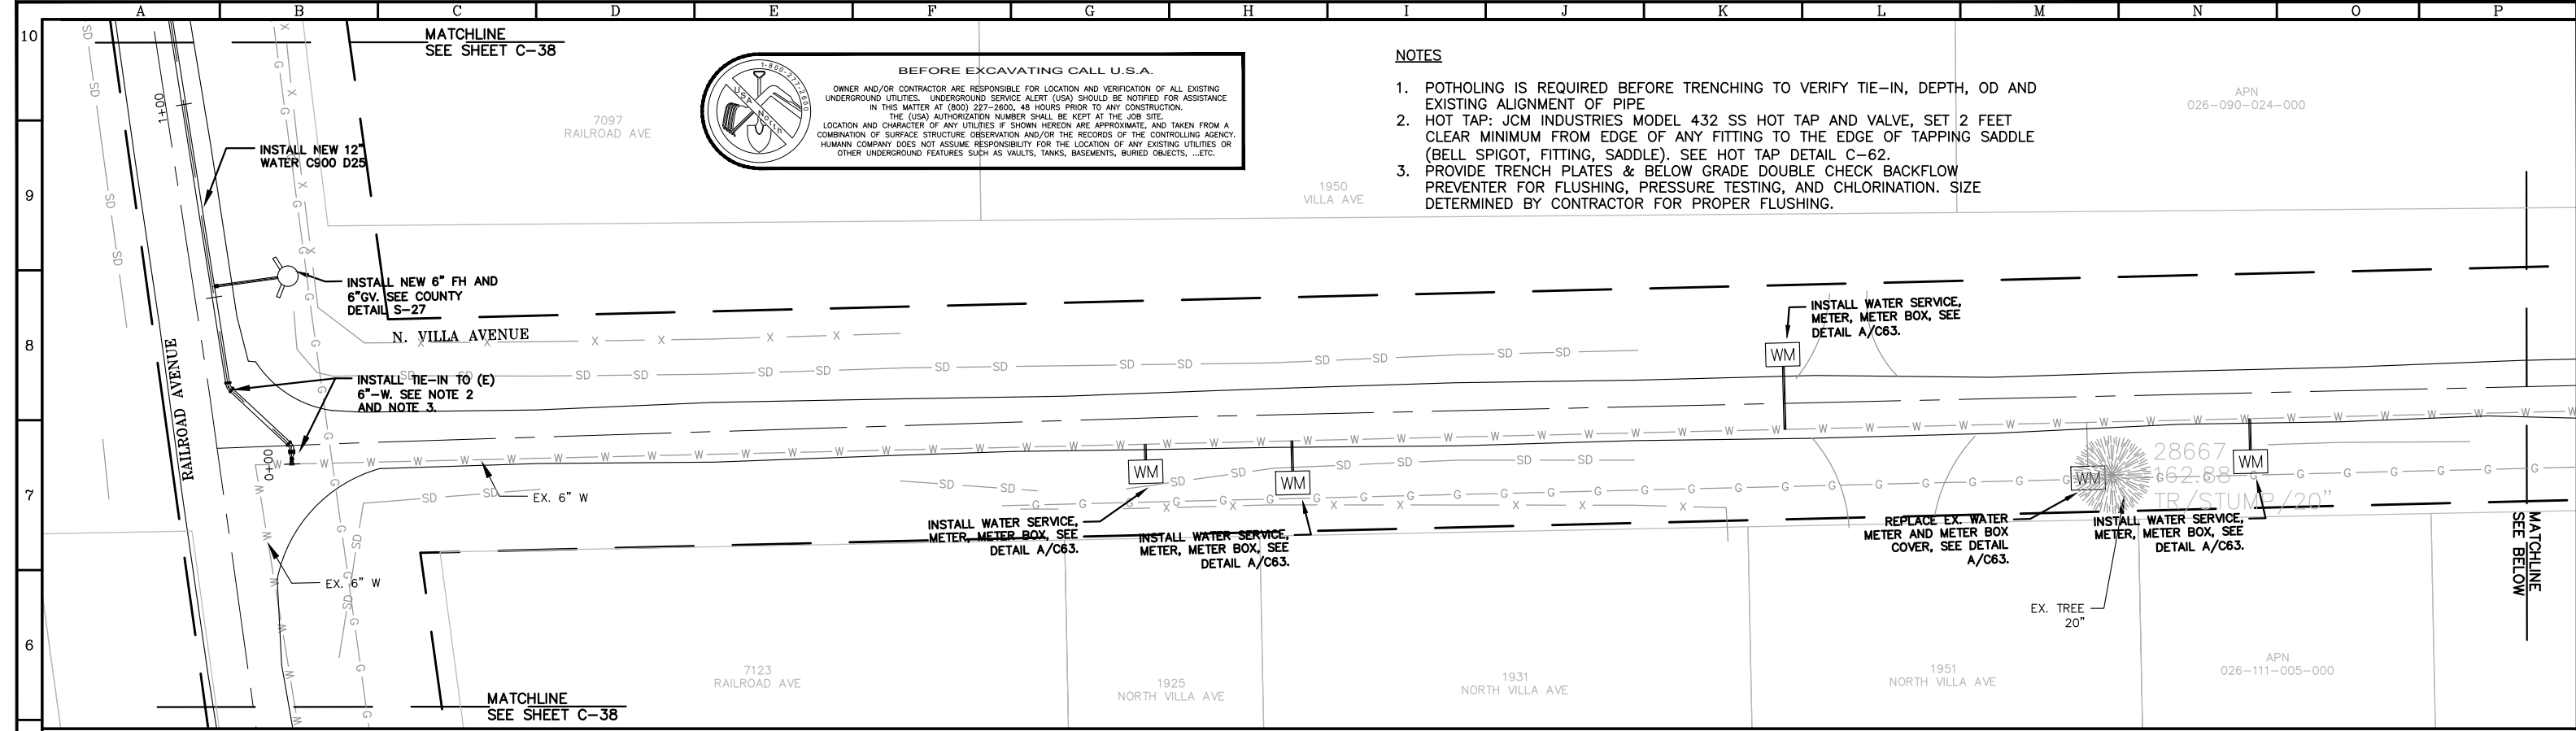 A B C D E F G H I J K L M N O P
10
9
8
7
6
MATCHLINE
SEE SHEET C-38
1+00
INSTALL NEW 12"
WATER C900 D25
7097
RAILROAD AVE
1-800-227-2600
USA
North
BEFORE EXCAVATING CALL U.S.A.
OWNER AND/OR CONTRACTOR ARE RESPONSIBLE FOR LOCATION AND VERIFICATION OF ALL EXISTING
UNDERGROUND UTILITIES. UNDERGROUND SERVICE ALERT (USA) SHOULD BE NOTIFIED FOR ASSISTANCE
IN THIS MATTER AT (800) 227-2600, 48 HOURS PRIOR TO ANY CONSTRUCTION.
THE (USA) AUTHORIZATION NUMBER SHALL BE KEPT AT THE JOB SITE.
LOCATION AND CHARACTER OF ANY UTILITIES IF SHOWN HEREON ARE APPROXIMATE, AND TAKEN FROM A
COMBINATION OF SURFACE STRUCTURE OBSERVATION AND/OR THE RECORDS OF THE CONTROLLING AGENCY.
HUMANN COMPANY DOES NOT ASSUME RESPONSIBILITY FOR THE LOCATION OF ANY EXISTING UTILITIES OR
OTHER UNDERGROUND FEATURES SUCH AS VAULTS, TANKS, BASEMENTS, BURIED OBJECTS, ...ETC.
1950
VILLA AVE
NOTES
1. POTHOLING IS REQUIRED BEFORE TRENCHING TO VERIFY TIE-IN, DEPTH, OD AND
EXISTING ALIGNMENT OF PIPE
2. HOT TAP: JCM INDUSTRIES MODEL 432 SS HOT TAP AND VALVE, SET 2 FEET
CLEAR MINIMUM FROM EDGE OF ANY FITTING TO THE EDGE OF TAPPING SADDLE
(BELL SPIGOT, FITTING, SADDLE). SEE HOT TAP DETAIL C-62.
3. PROVIDE TRENCH PLATES & BELOW GRADE DOUBLE CHECK BACKFLOW
PREVENTER FOR FLUSHING, PRESSURE TESTING, AND CHLORINATION. SIZE
DETERMINED BY CONTRACTOR FOR PROPER FLUSHING.
APN
026-090-024-000
INSTALL NEW 6" FH AND
6"GV. SEE COUNTY
DETAIL S-27
N. VILLA AVENUE
RAILROAD AVENUE
INSTALL TIE-IN TO (E)
6"-W. SEE NOTE 2
AND NOTE 3.
0+00
INSTALL WATER SERVICE,
METER, METER BOX, SEE
DETAIL A/C63.
WM
WM
WM
WM
WM
28667
162.88
TR/STUMP/20"
EX. 6" W
EX. 6" W
INSTALL WATER SERVICE,
METER, METER BOX, SEE
DETAIL A/C63.
INSTALL WATER SERVICE,
METER, METER BOX, SEE
DETAIL A/C63.
REPLACE EX. WATER
METER AND METER BOX
COVER, SEE DETAIL
A/C63.
INSTALL WATER SERVICE,
METER, METER BOX, SEE
DETAIL A/C63.
EX. TREE
20"
MATCHLINE
SEE BELOW
7123
RAILROAD AVE
1925
NORTH VILLA AVE
1931
NORTH VILLA AVE
1951
NORTH VILLA AVE
APN
026-111-005-000
MATCHLINE
SEE SHEET C-38